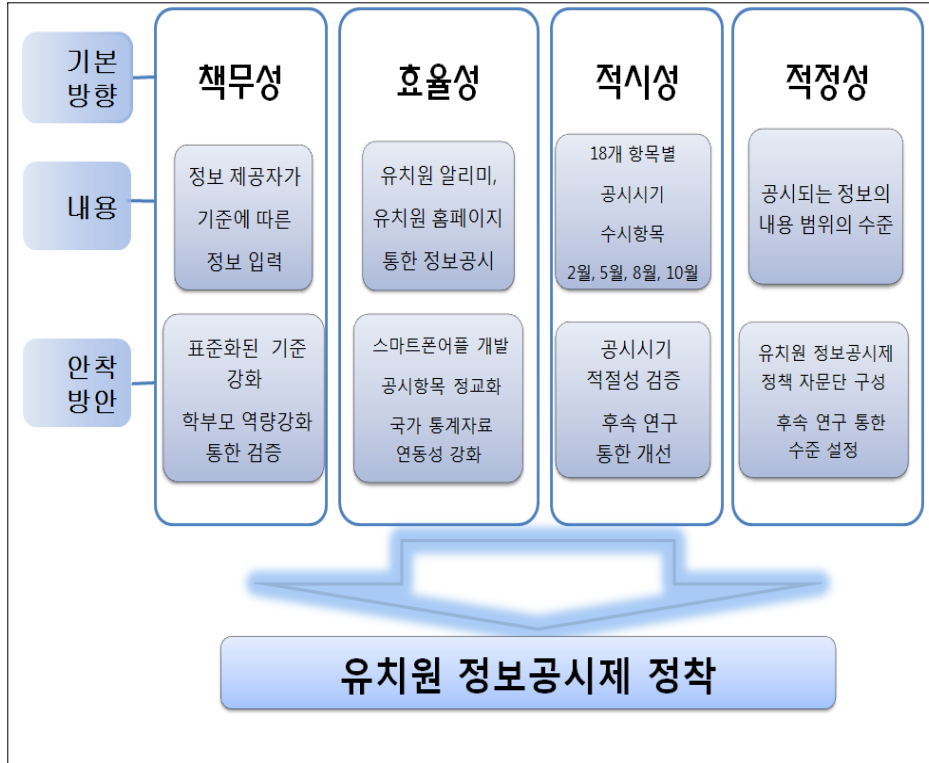 기본
방향
책무성
효율성
적시성
적정성
내용
정보 제공자가
기준에 따른
정보 입력
유치원 알리미,
유치원 홈페이지
통한 정보공시
18개 항목별
공시시기
수시항목
2월, 5월, 8월, 10월
공시되는 정보의
내용 범위의 수준
안착
방안
표준화된 기준
강화
학부모 역량강화
통한 검증
스마트폰어플 개발
공시항목 정교화
국가 통계자료
연동성 강화
공시시기
적절성 검증
후속 연구
통한 개선
유치원 정보공시제
정책 자문단 구성
후속 연구 통한
수준 설정
유치원 정보공시제 정착